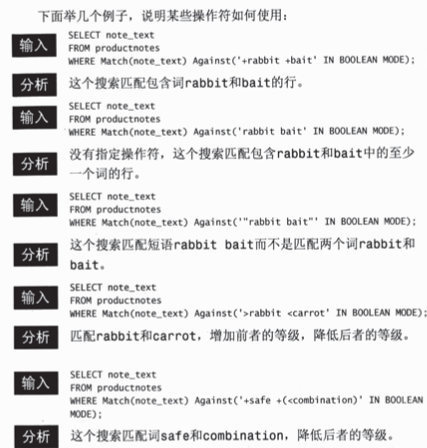 下面举几个例子，说明某些操作符如何使用：
输入
SELECT note_text
FROM productnotes
WHERE Match(note_text) Against('+rabbit +bait' IN BOOLEAN MODE);
分析
这个搜索匹配包含词rabbit和bait的行。
输入
SELECT note_text
FROM productnotes
WHERE Match(note_text) Against('rabbit bait' IN BOOLEAN MODE);
分析
没有指定操作符，这个搜索匹配包含rabbit和bait中的至少
一个词的行。
输入
SELECT note_text
FROM productnotes
WHERE Match(note_text) Against('"rabbit bait"' IN BOOLEAN MODE);
分析
这个搜索匹配短语rabbit bait而不是匹配两个词rabbit和
bait。
输入
SELECT note_text
FROM productnotes
WHERE Match(note_text) Against('>rabbit <carrot' IN BOOLEAN MODE);
分析
匹配rabbit和carrot，增加前者的等级，降低后者的等级。
输入
SELECT note_text
FROM productnotes
WHERE Match(note_text) Against('+safe +(<combination)' IN BOOLEAN
MODE);
分析
这个搜索匹配词safe和combination，降低后者的等级。